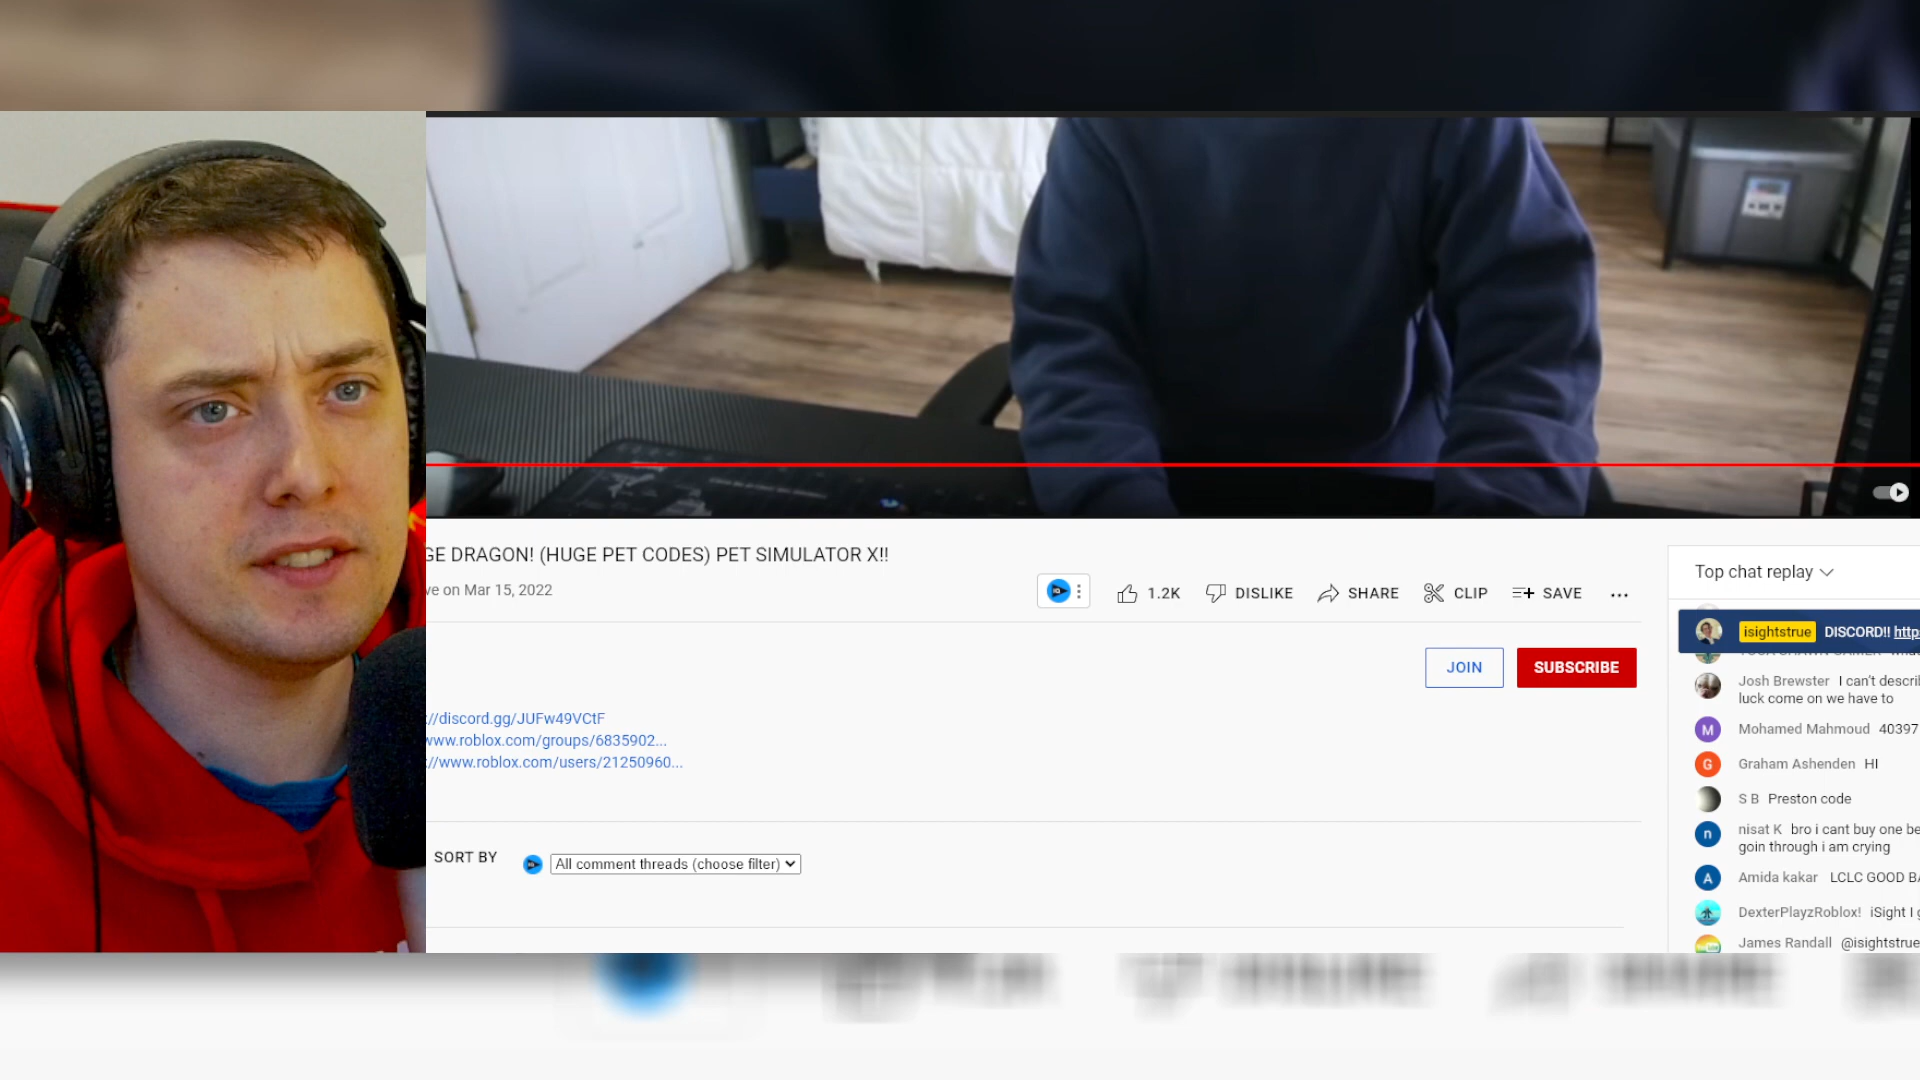 GE DRAGON! (HUGE PET CODES) PET SIMULATOR X!!
ve on Mar 15, 2022
1.2K DISLIKE SHARE CLIP SAVE
JOIN SUBSCRIBE
://discord.gg/JUFw49VCtF
www.roblox.com/groups/6835902...
://www.roblox.com/users/21250960...
SORT BY
All comment threads (choose filter)
Top chat replay
isightstrue DISCORD!! http
Josh Brewster I can't describ
luck come on we have to
Mohamed Mahmoud 40397
Graham Ashenden HI
S B Preston code
nisat K bro i cant buy one be
goin through i am crying
Amida kakar LCLC GOOD BA
DexterPlayzRoblox! iSight I g
James Randall @isightstrue